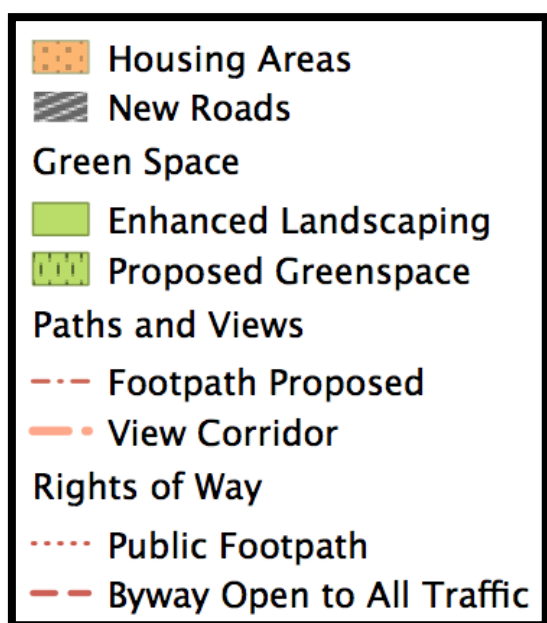 Housing Areas
New Roads
Green Space
Enhanced Landscaping
Proposed Greenspace
Paths and Views
Footpath Proposed
View Corridor
Rights of Way
Public Footpath
Byway Open to All Traffic